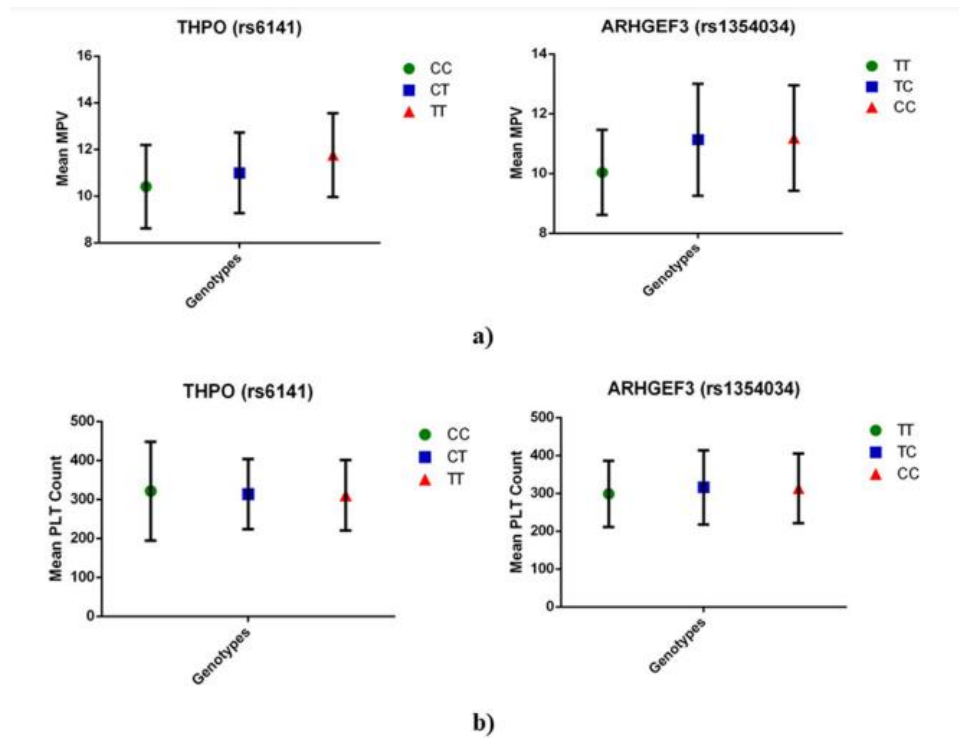 THPO (rs6141)
16
14
12
10
8
Mean MPV
Genotypes
CC
CT
TT
ARHGEF3 (rs1354034)
14
12
10
8
Mean MPV
Genotypes
TT
TC
CC
a)
THPO (rs6141)
500
400
300
200
100
0
Mean PLT Count
Genotypes
CC
CT
TT
ARHGEF3 (rs1354034)
500
400
300
200
100
0
Mean PLT Count
Genotypes
TT
TC
CC
b)